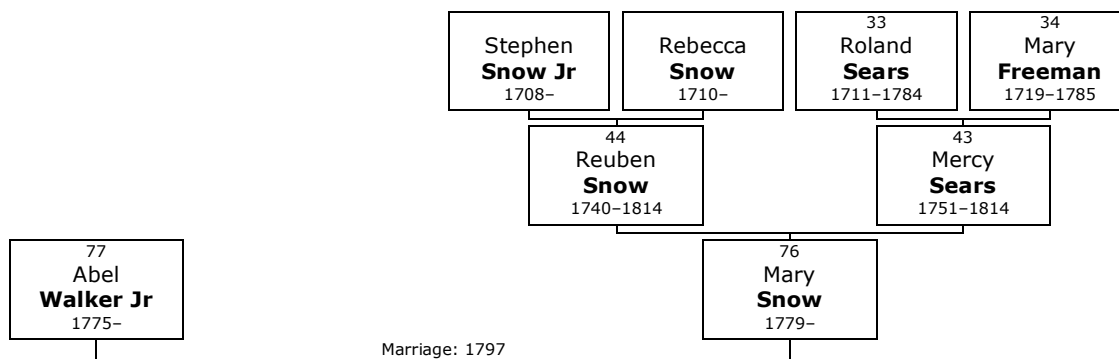 Stephen
Snow Jr
1708–
Rebecca
Snow
1710–
33
Roland
Sears
1711–1784
34
Mary
Freeman
1719–1785
44
Reuben
Snow
1740–1814
43
Mercy
Sears
1751–1814
77
Abel
Walker Jr
1775–
76
Mary
Snow
1779–
Marriage: 1797